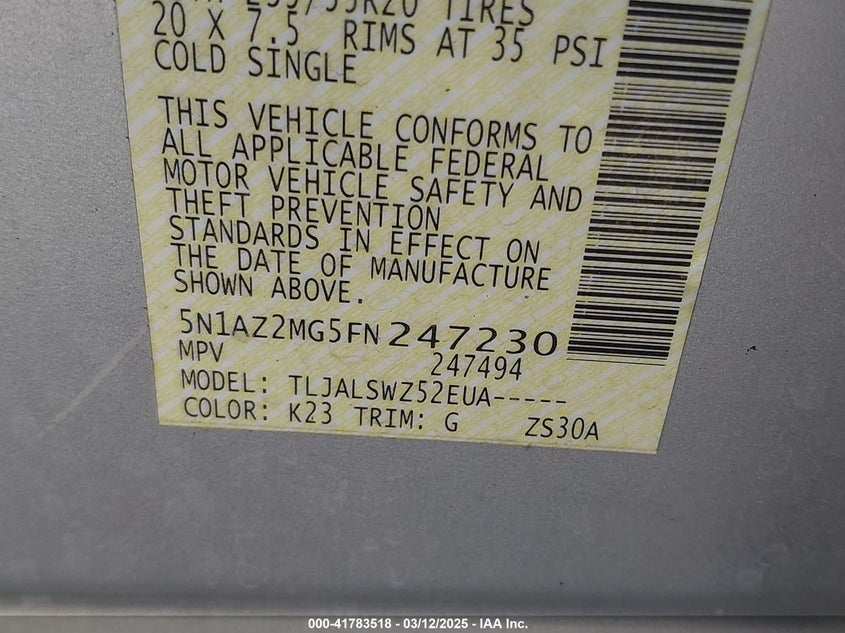 20 X 7.5 RIMS AT 35 PSI
COLD SINGLE
THIS VEHICLE CONFORMS TO
ALL APPLICABLE FEDERAL
MOTOR VEHICLE SAFETY AND
THEFT PREVENTION
STANDARDS IN EFFECT ON
THE DATE OF MANUFACTURE
SHOWN ABOVE.
5N1AZ2MG5FN247230
MPV 247494
MODEL: TLJALSWZ52EUA-----
COLOR: K23 TRIM: G ZS30A
000-41783518 - 03/12/2025 - IAA Inc.